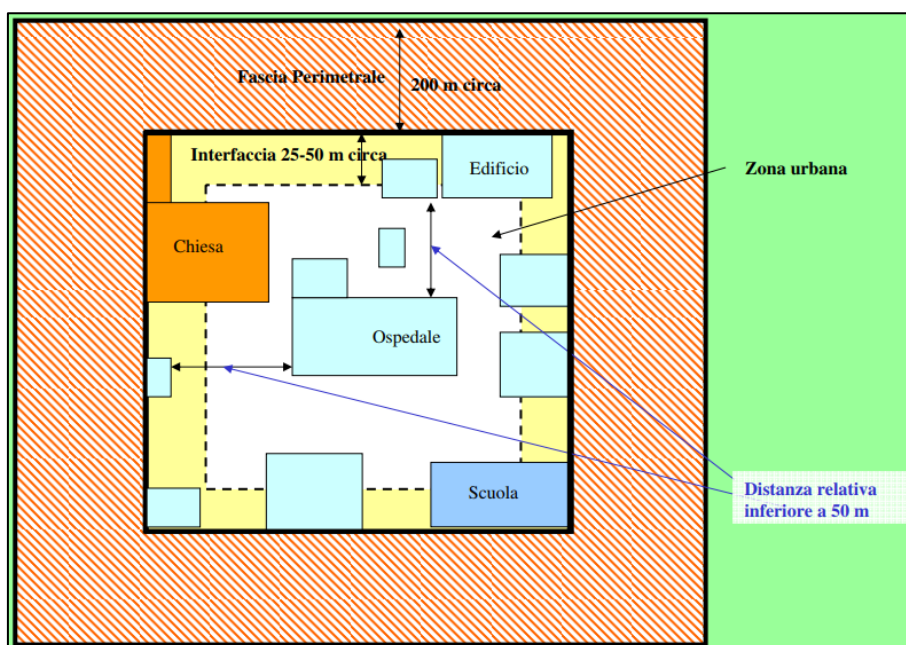 Fascia Perimetrale
200 m circa
Interfaccia 25-50 m circa
Edificio
Zona urbana
Chiesa
Ospedale
Scuola
Distanza relativa
inferiore a 50 m